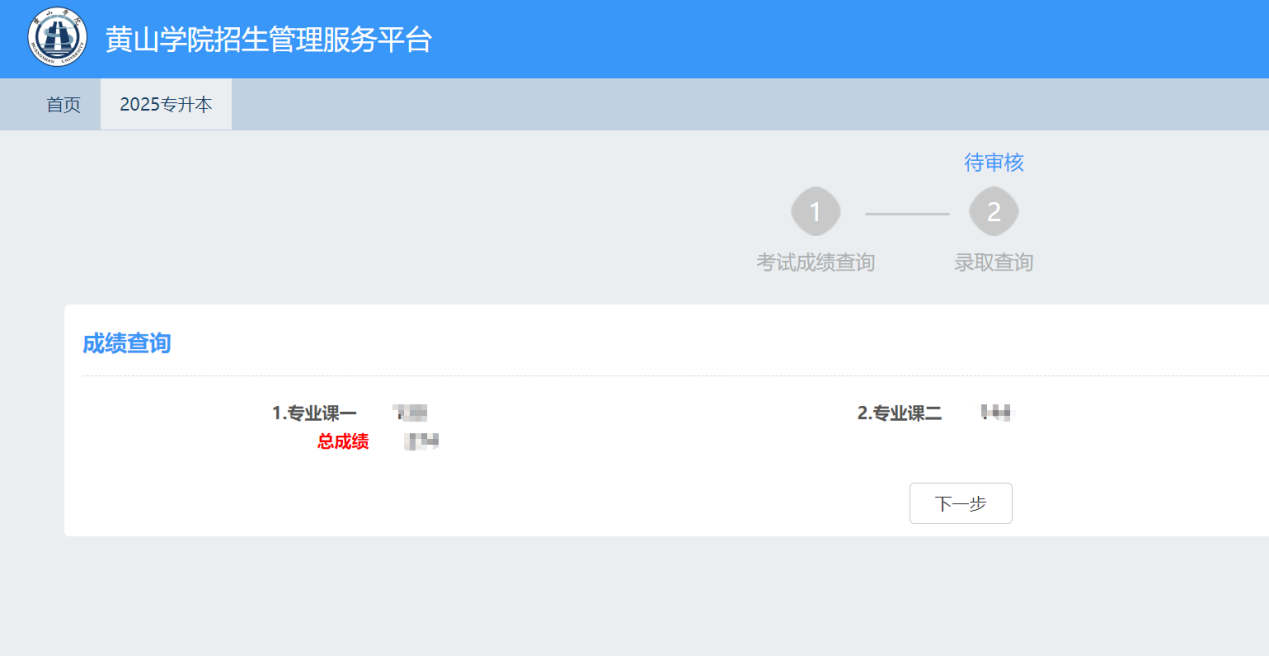 黄山学院招生管理服务平台
首页 2025专升本
待审核
1 2
考试成绩查询 录取查询
成绩查询
1.专业课一 2.专业课二
总成绩
下一步